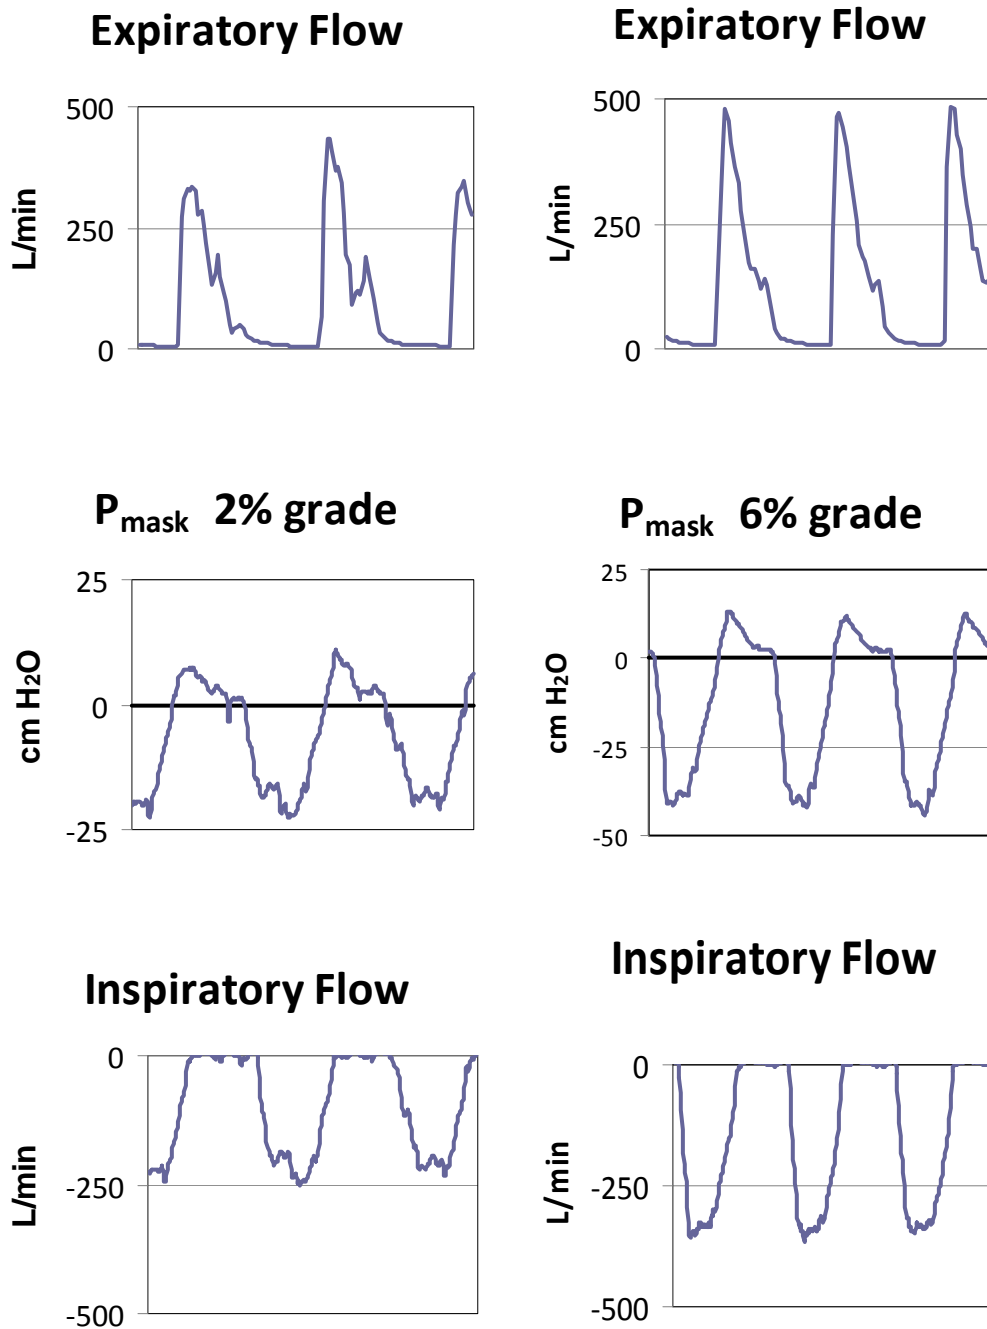 Expiratory Flow
500
250
0
L/min
Expiratory Flow
500
250
0
L/min
Pmask 2% grade
25
0
-25
cm H2O
Pmask 6% grade
25
0
-25
-50
cm H2O
Inspiratory Flow
0
-250
-500
L/min
Inspiratory Flow
0
-250
-500
L/min